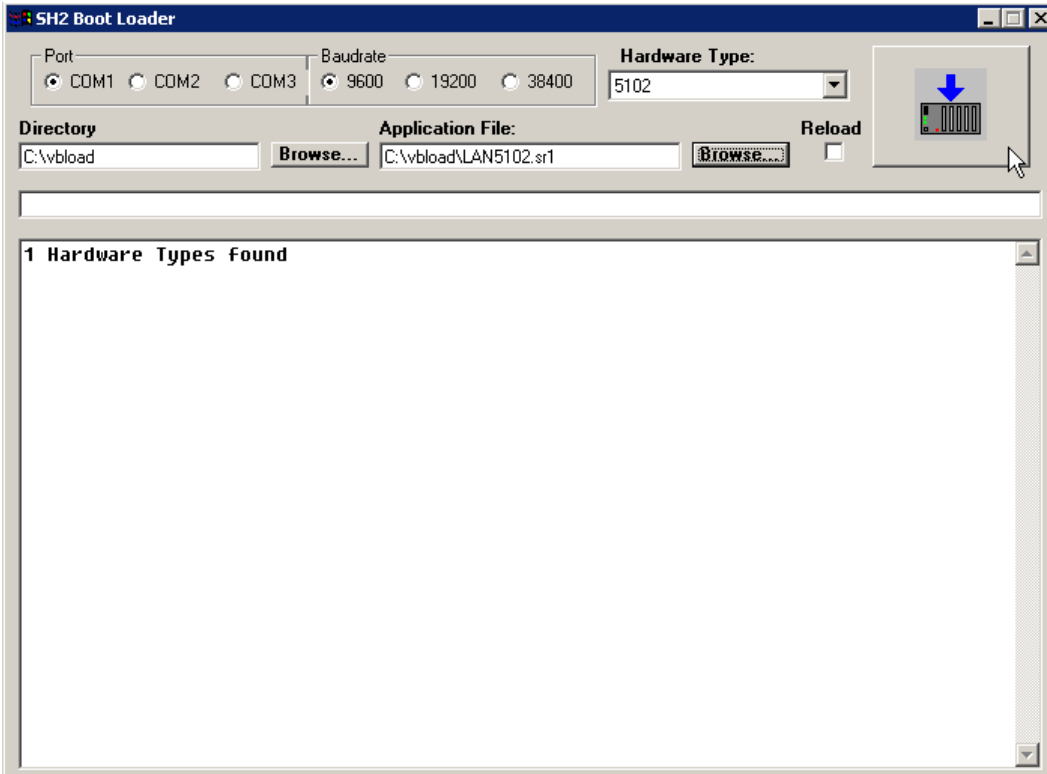 SH2 Boot Loader
Port
COM1 COM2 COM3
Baudrate
9600 19200 38400
Hardware Type:
5102
Directory
C:\vbload
Browse...
Application File:
C:\vbload\LAN5102.sr1
Browse...
Reload
1 Hardware Types found